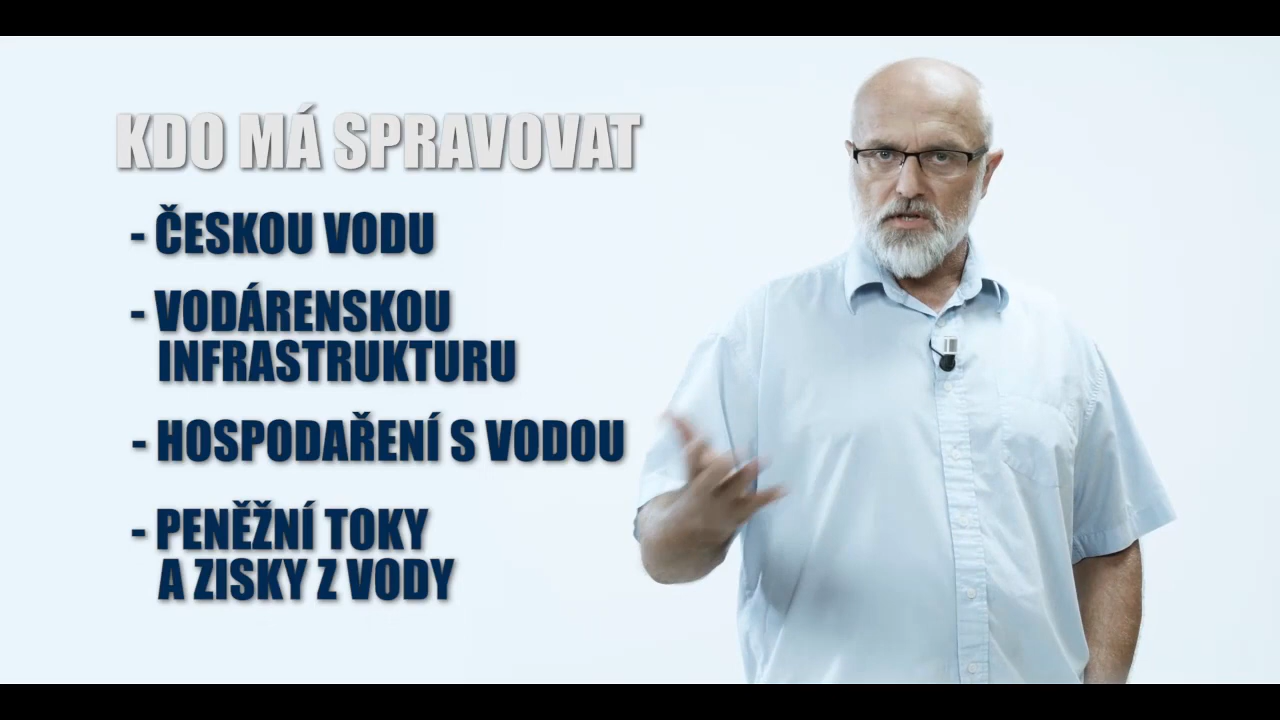 KDO MÁ SPRAVOVAT
- ČESKOU VODU
- VODÁRENSKOU
INFRASTRUKTURU
- HOSPODAŘENÍ S VODOU
- PENĚŽNÍ TOKY
A ZISKY Z VODY